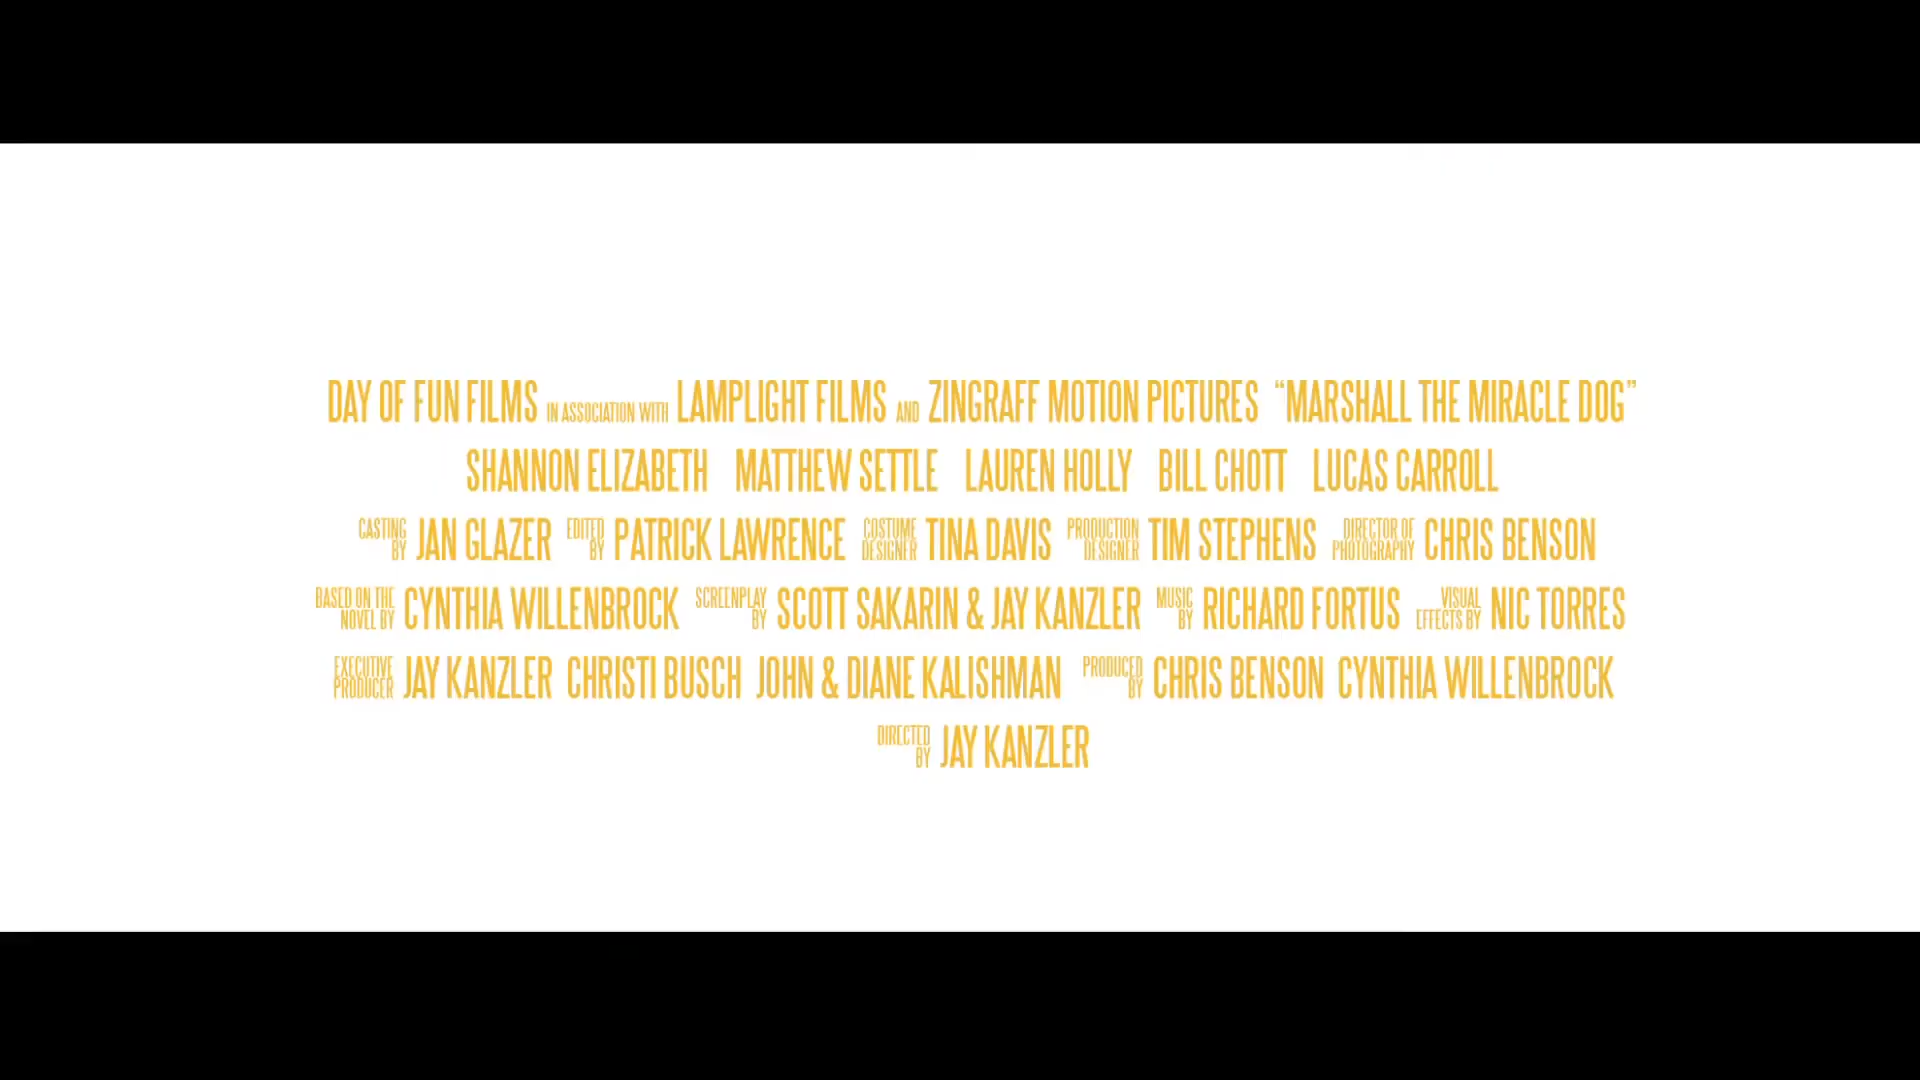 DAY OF FUN FILMS IN ASSOCIATION WITH LAMPLIGHT FILMS AND ZINGRAFF MOTION PICTURES “MARSHALL THE MIRACLE DOG”
SHANNON ELIZABETH MATTHEW SETTLE LAUREN HOLLY BILL CHOTT LUCAS CARROLL
CASTING BY JAN GLAZER EDITED BY PATRICK LAWRENCE COSTUME DESIGNER TINA DAVIS PRODUCTION DESIGNER TIM STEPHENS DIRECTOR OF PHOTOGRAPHY CHRIS BENSON
BASED ON THE NOVEL BY CYNTHIA WILLENBROCK SCREENPLAY BY SCOTT SAKARIN & JAY KANZLER MUSIC BY RICHARD FORTUS VISUAL EFFECTS BY NIC TORRES
EXECUTIVE PRODUCER JAY KANZLER CHRISTI BUSCH JOHN & DIANE KALISHMAN PRODUCED BY CHRIS BENSON CYNTHIA WILLENBROCK
DIRECTED BY JAY KANZLER